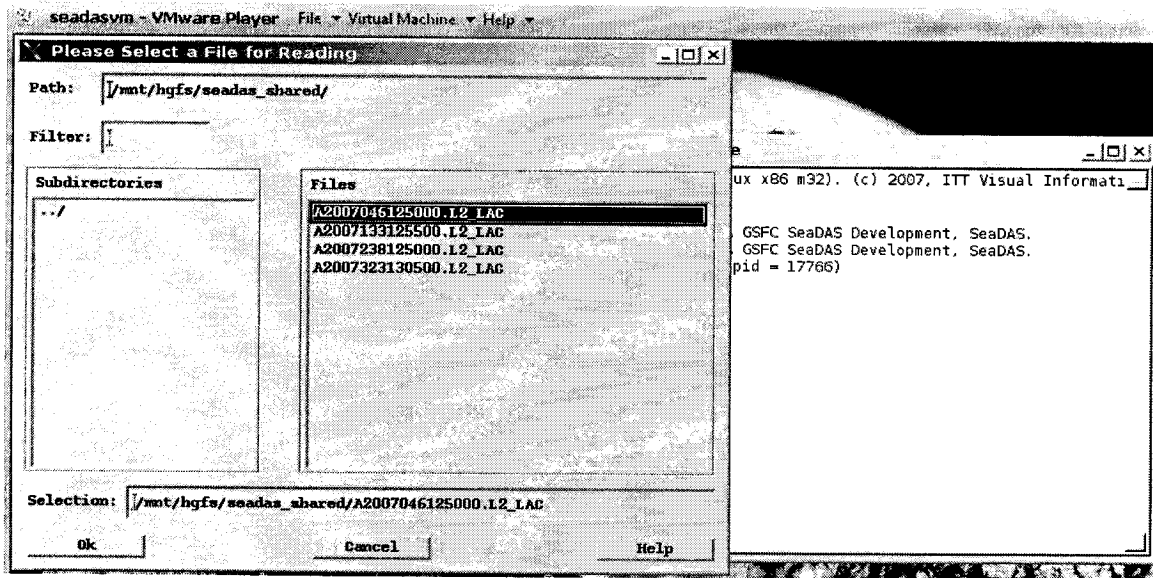 seadasvm - VMware Player File Virtual Machine Help
Please Select a File for Reading
Path: /mnt/hgfs/seadas_shared/
Filter:
Subdirectories
../
Files
A2007046125000.L2_LAC
A2007133125500.L2_LAC
A2007238125000.L2_LAC
A2007323130500.L2_LAC
Selection: /mnt/hgfs/seadas_shared/A2007046125000.L2_LAC
Ok Cancel Help
e
ux x86 m32). (c) 2007, ITT Visual Informati
GSFC SeaDAS Development, SeaDAS.
GSFC SeaDAS Development, SeaDAS.
pid = 17766)